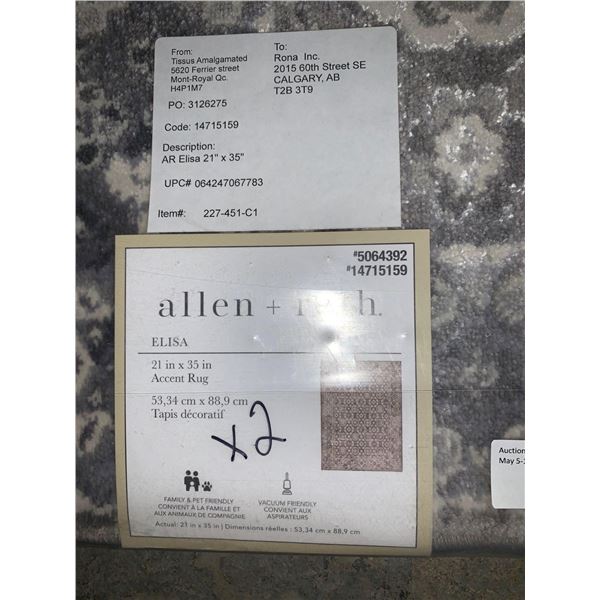 From:
Tissus Amalgamated
5620 Ferrier street
Mont-Royal Qc.
H4P1M7
To:
Rona Inc.
2015 60th Street SE
CALGARY, AB
T2B 3T9
PO: 3126275
Code: 14715159
Description:
AR Elisa 21" x 35"
UPC# 064247067783
Item#: 227-451-C1
#5064392
#14715159
allen +
ELISA
21 in x 35 in
Accent Rug
53,34 cm x 88,9 cm
Tapis décoratif
x2
FAMILY & PET FRIENDLY
CONVIENT À LA FAMILLE ET
AUX ANIMAUX DE COMPAGNIE
VACUUM FRIENDLY
CONVIENT AUX
ASPIRATEURS
Actual: 21 in x 35 in | Dimensions réelles : 53,34 cm x 88,9 cm
Auction
May 5-